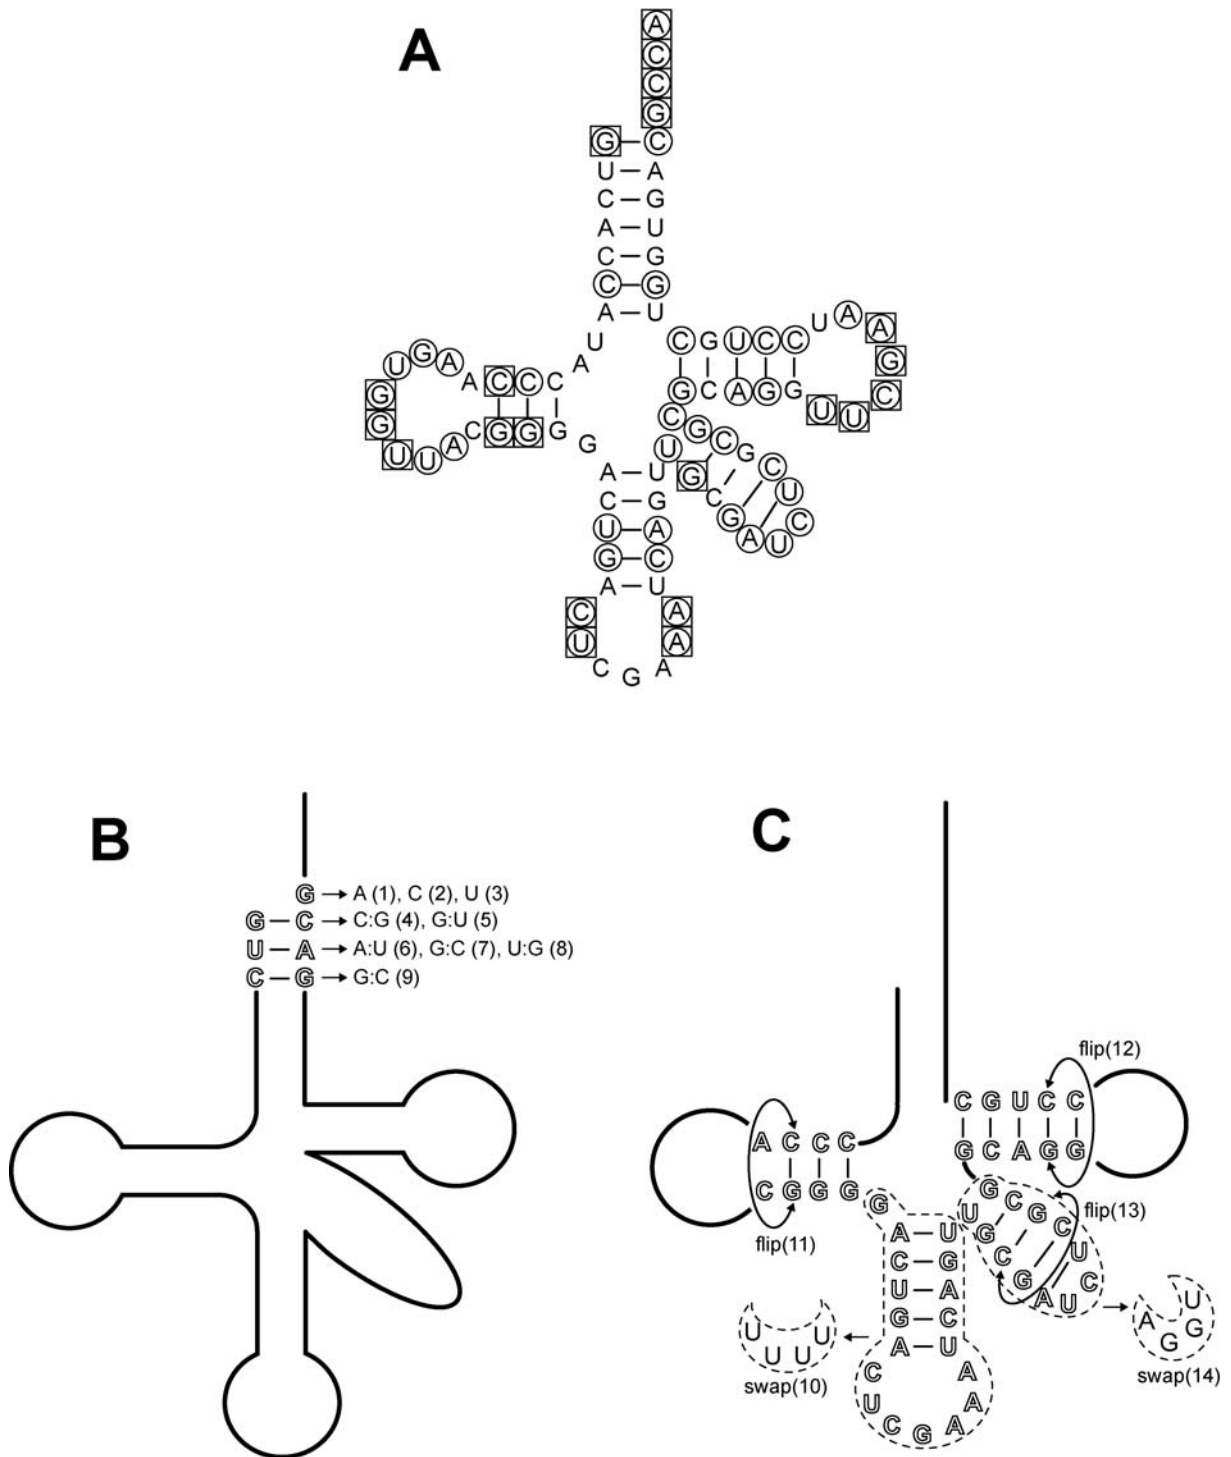 A
A
C
C
G
G – C
U – A
C – G
A – U
C – G
C – G
A – U
U
A
U G A A C C C
G
G
U U A C G G G
G
C G U C C U A A
G
C
G C A G G U U
C
U
G C G C U C
G C G A U U
A – U
C – G
U – A
G – C
A – U
C A
U A
C G A
B
G → A (1), C (2), U (3)
G – C → C:G (4), G:U (5)
U – A → A:U (6), G:C (7), U:G (8)
C – G → G:C (9)
C
flip(12)
C G U C C
G C A G G
A C C C
C G G G
flip(11)
G
U
G C G C U C
G C G A U
flip(13)
A – U
C – G
U – A
G – C
A – U
C A
U A
C G A
U U U U
swap(10)
A G G U
swap(14)